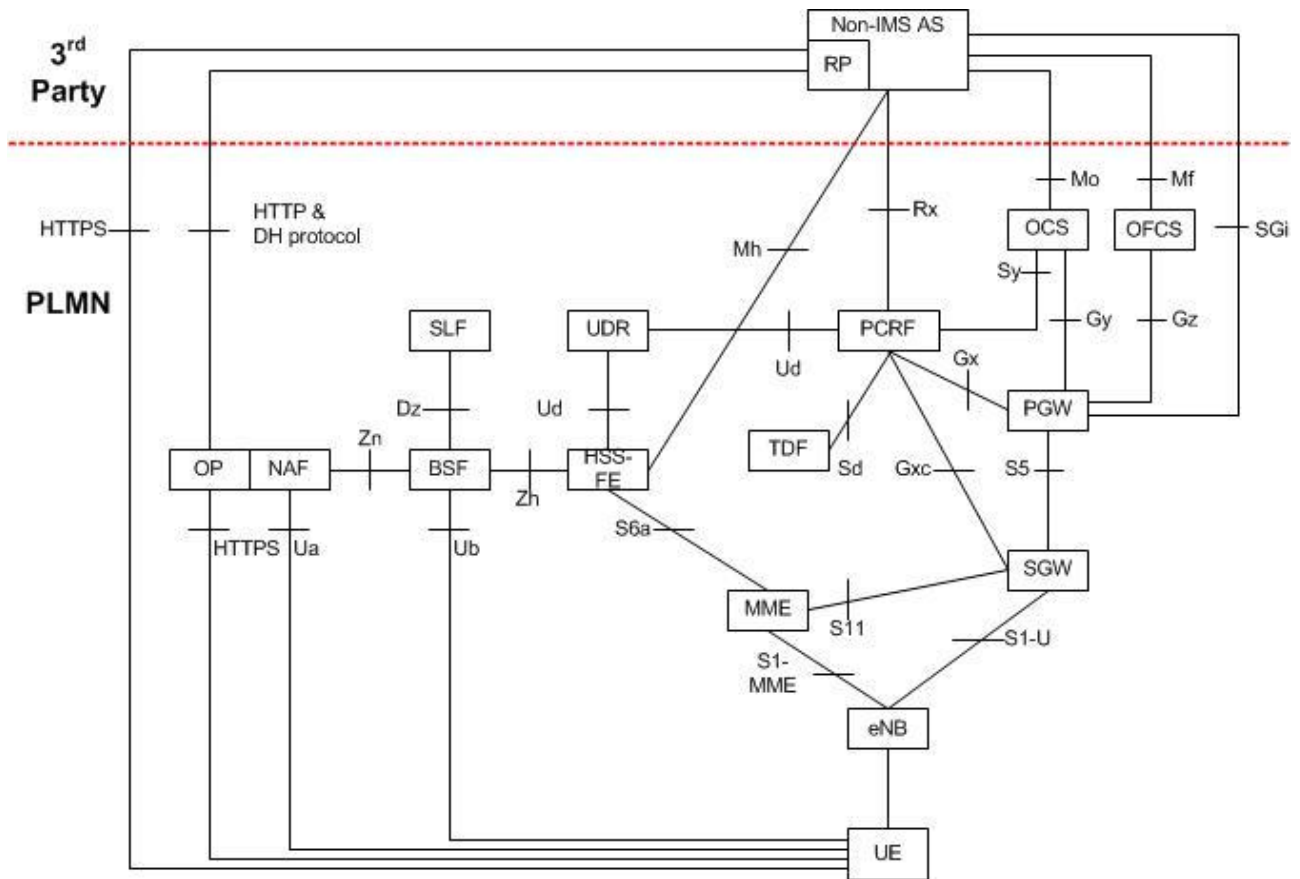 Non-IMS AS
3rd
Party
RP
Mo
Mf
HTTPS
HTTP &
DH protocol
Rx
OCS
OFCS
SGi
Mh
Sy
PLMN
SLF
UDR
PCRF
Gy
Gz
Ud
Gx
Dz
Ud
PGW
Zn
TDF
OP
NAF
BSF
HSS-
FE
Sd
Gxc
S5
Zh
HTTPS
Ua
Ub
S6a
SGW
MME
S11
S1-U
S1-
MME
eNB
UE